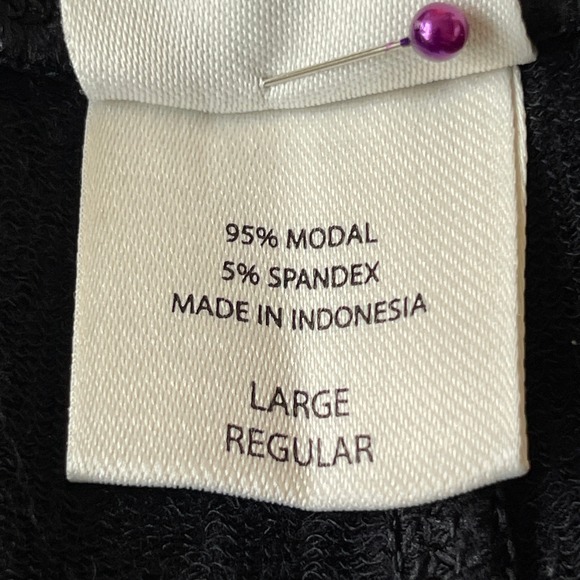 95% MODAL
5% SPANDEX
MADE IN INDONESIA
LARGE
REGULAR